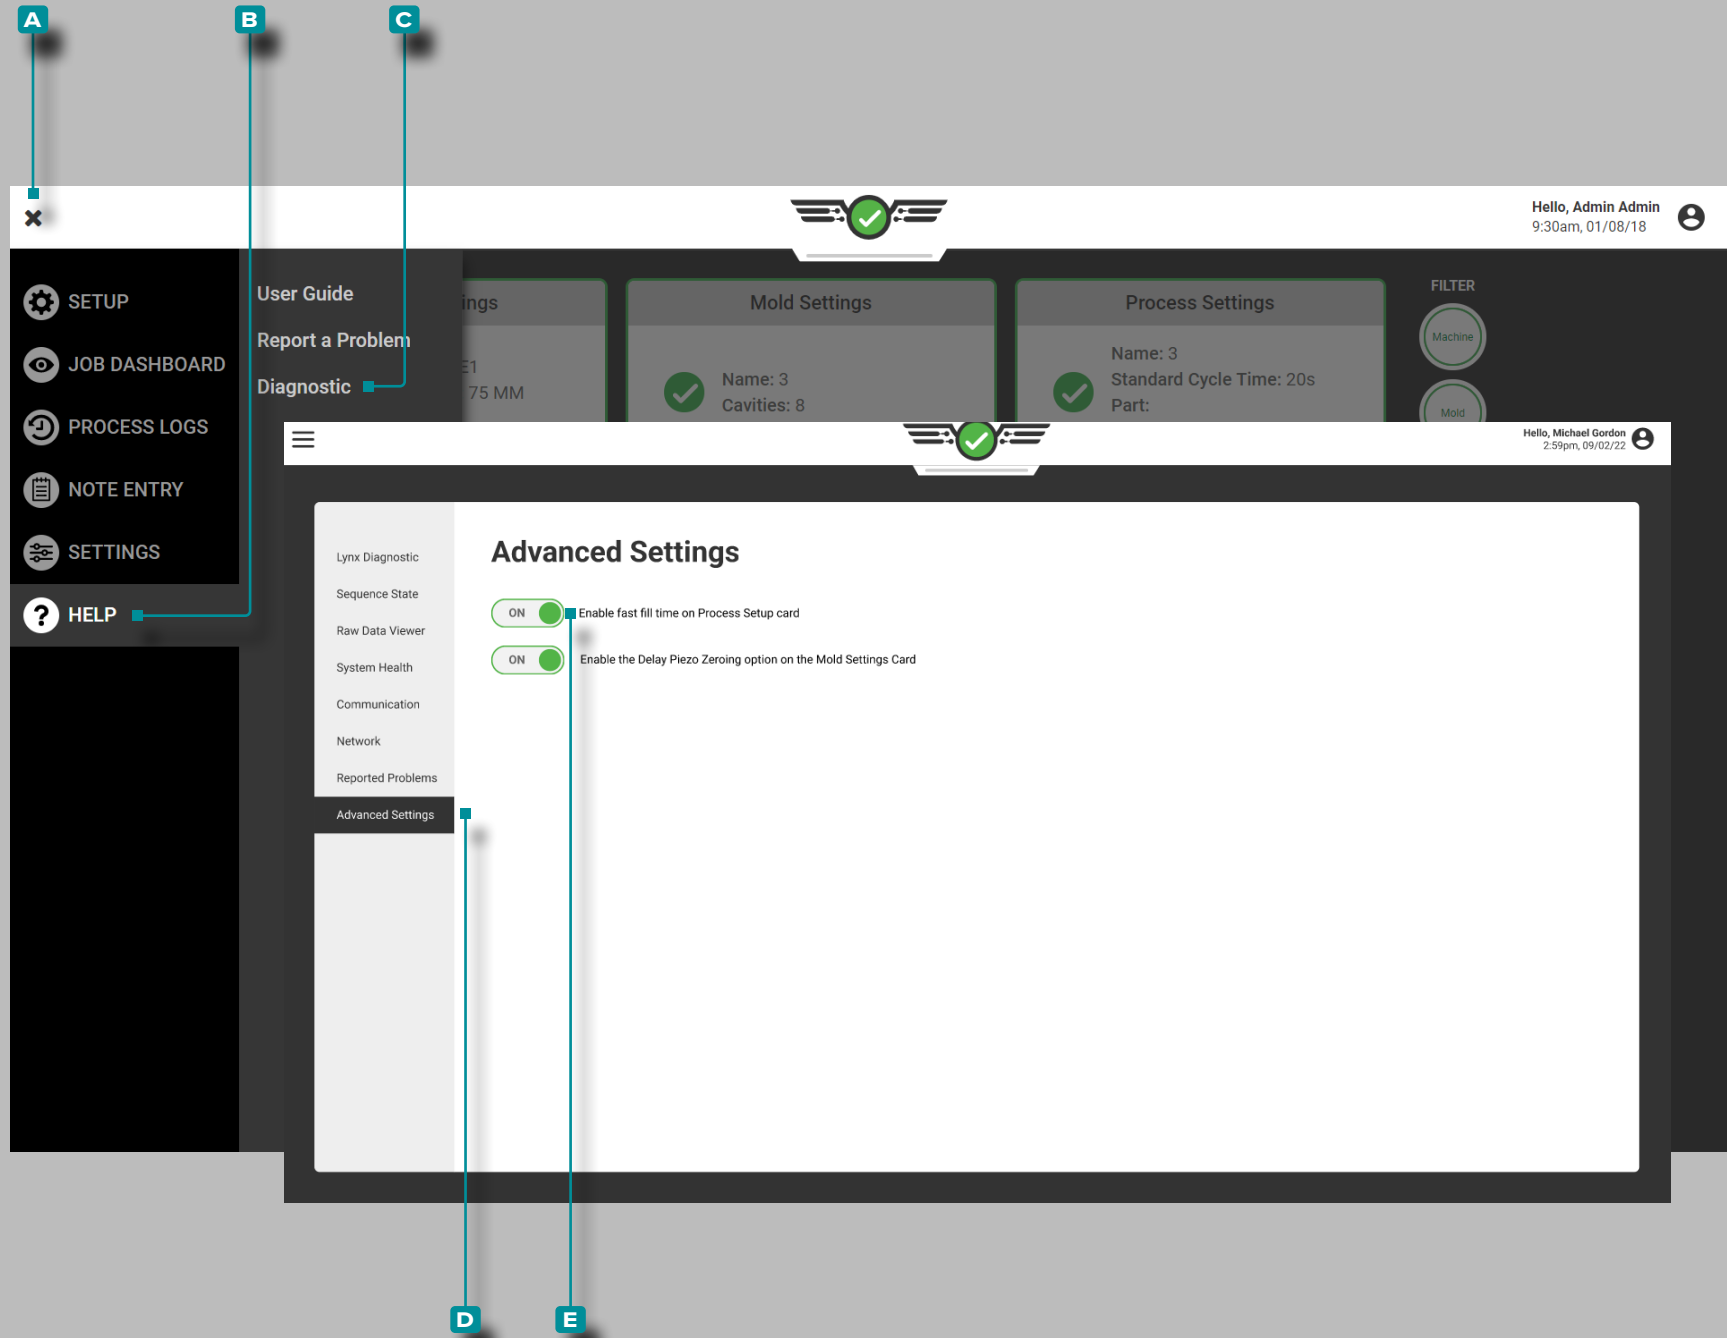 A
B
C
Hello, Admin Admin
9:30am, 01/08/18
SETUP
JOB DASHBOARD
PROCESS LOGS
NOTE ENTRY
SETTINGS
HELP
User Guide
Report a Problem
Diagnostic
ings
E1
75 MM
Mold Settings
Name: 3
Cavities: 8
Process Settings
Name: 3
Standard Cycle Time: 20s
Part:
FILTER
Machine
Mold
Hello, Michael Gordon
2:59pm, 09/02/22
Lynx Diagnostic
Sequence State
Raw Data Viewer
System Health
Communication
Network
Reported Problems
Advanced Settings
Advanced Settings
ON Enable fast fill time on Process Setup card
ON Enable the Delay Piezo Zeroing option on the Mold Settings Card
D
E